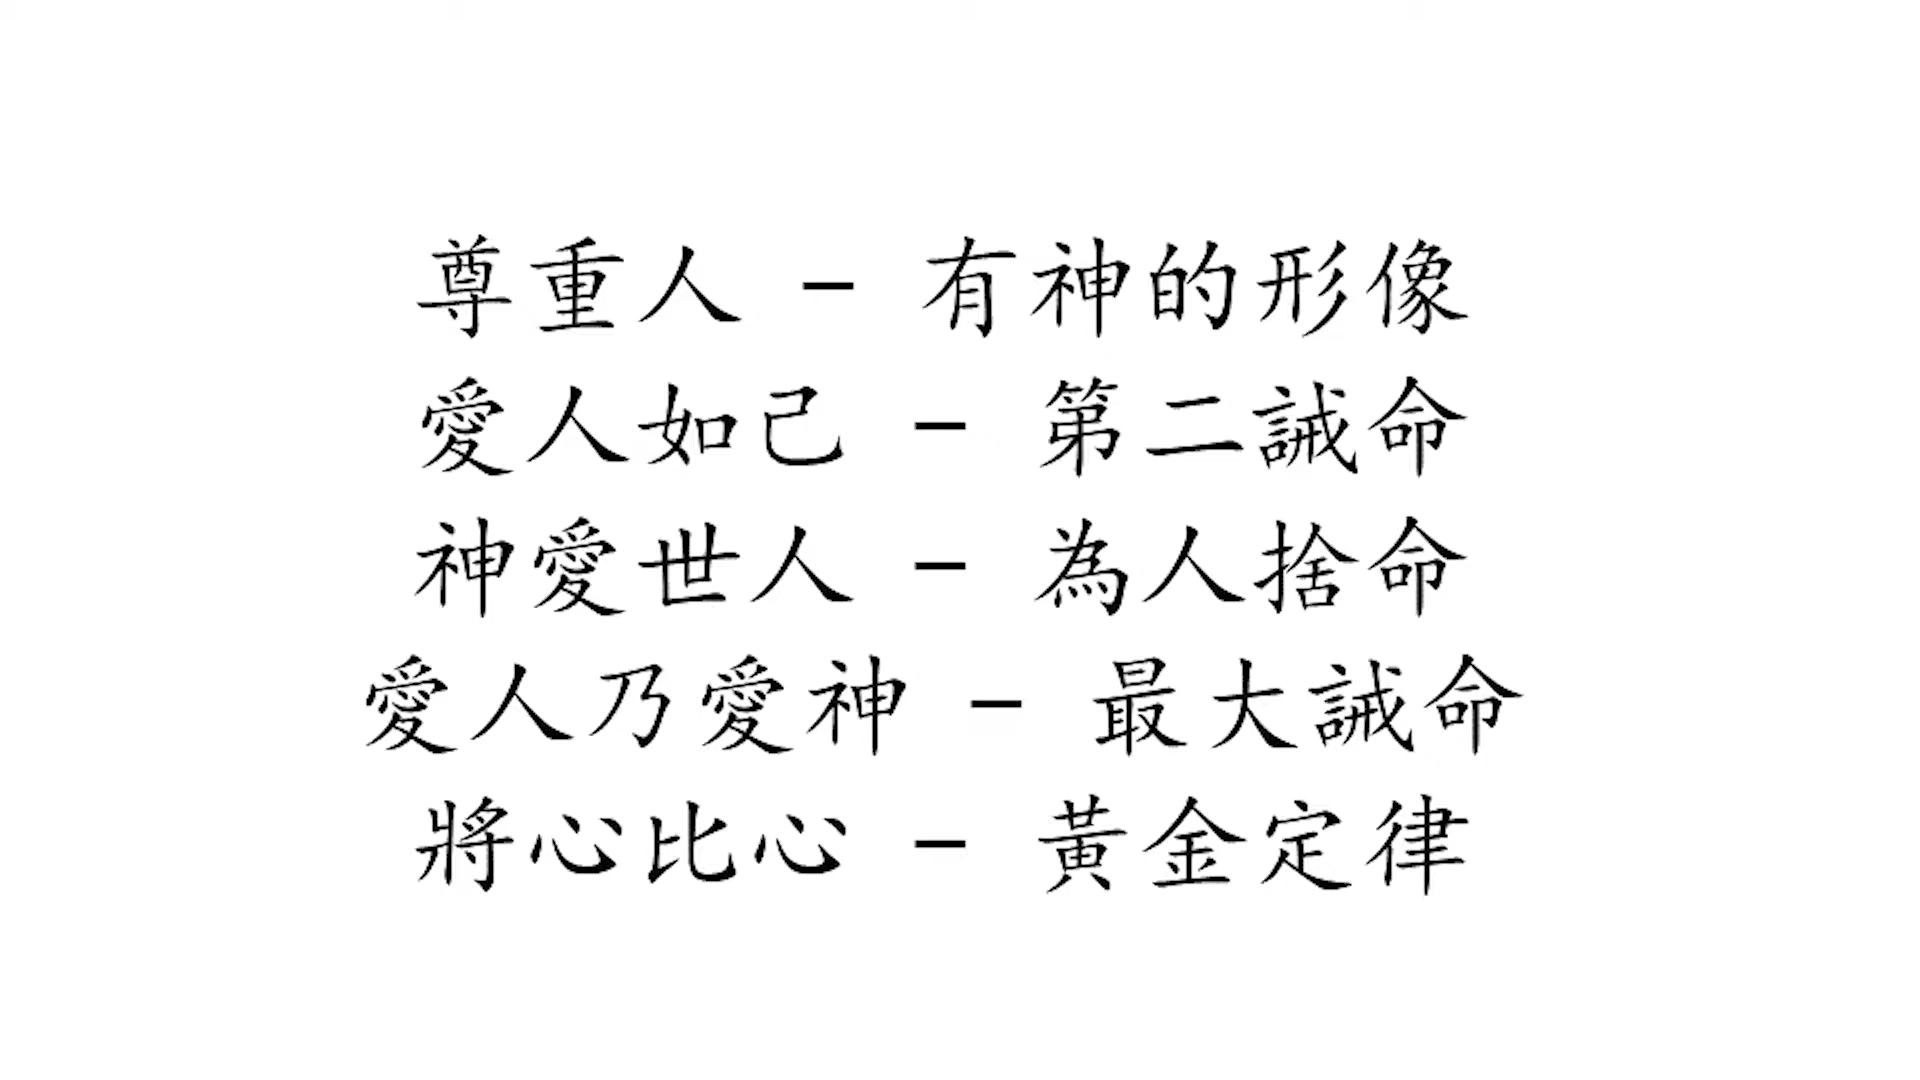 尊重人 – 有神的形像
愛人如己 – 第二誡命
神愛世人 – 為人捨命
愛人乃愛神 – 最大誡命
將心比心 – 黃金定律